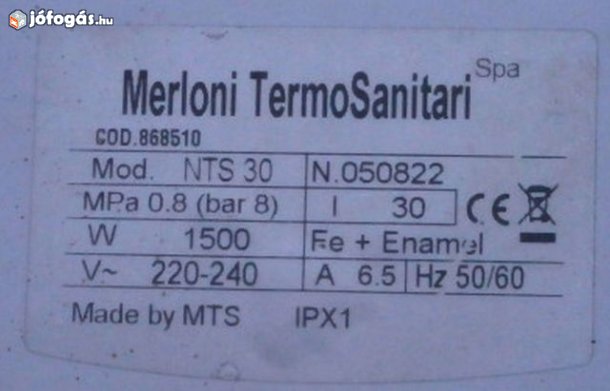 jófogás.hu
Merloni TermoSanitari Spa
COD.868510
Mod. NTS 30 N.050822
MPa 0.8 (bar 8) l 30 CE
W 1500 Fe + Enamel
V~ 220-240 A 6.5 Hz 50/60
Made by MTS IPX1